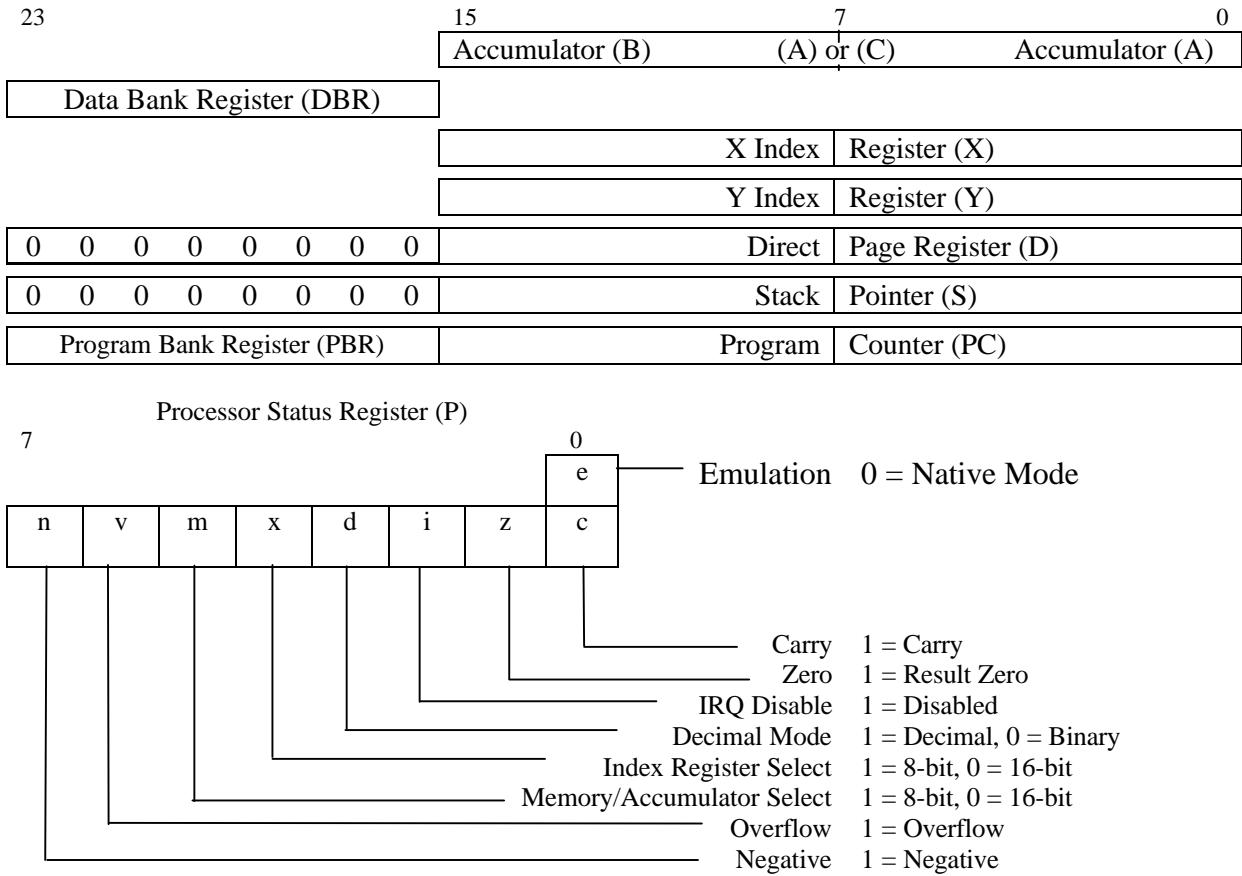 23 15 7 0
Accumulator (B) (A) or (C) Accumulator (A)
Data Bank Register (DBR)
X Index Register (X)
Y Index Register (Y)
0 0 0 0 0 0 0 0 Direct Page Register (D)
0 0 0 0 0 0 0 0 Stack Pointer (S)
Program Bank Register (PBR) Program Counter (PC)
Processor Status Register (P)
7 0
e Emulation 0 = Native Mode
n v m x d i z c
Carry 1 = Carry
Zero 1 = Result Zero
IRQ Disable 1 = Disabled
Decimal Mode 1 = Decimal, 0 = Binary
Index Register Select 1 = 8-bit, 0 = 16-bit
Memory/Accumulator Select 1 = 8-bit, 0 = 16-bit
Overflow 1 = Overflow
Negative 1 = Negative